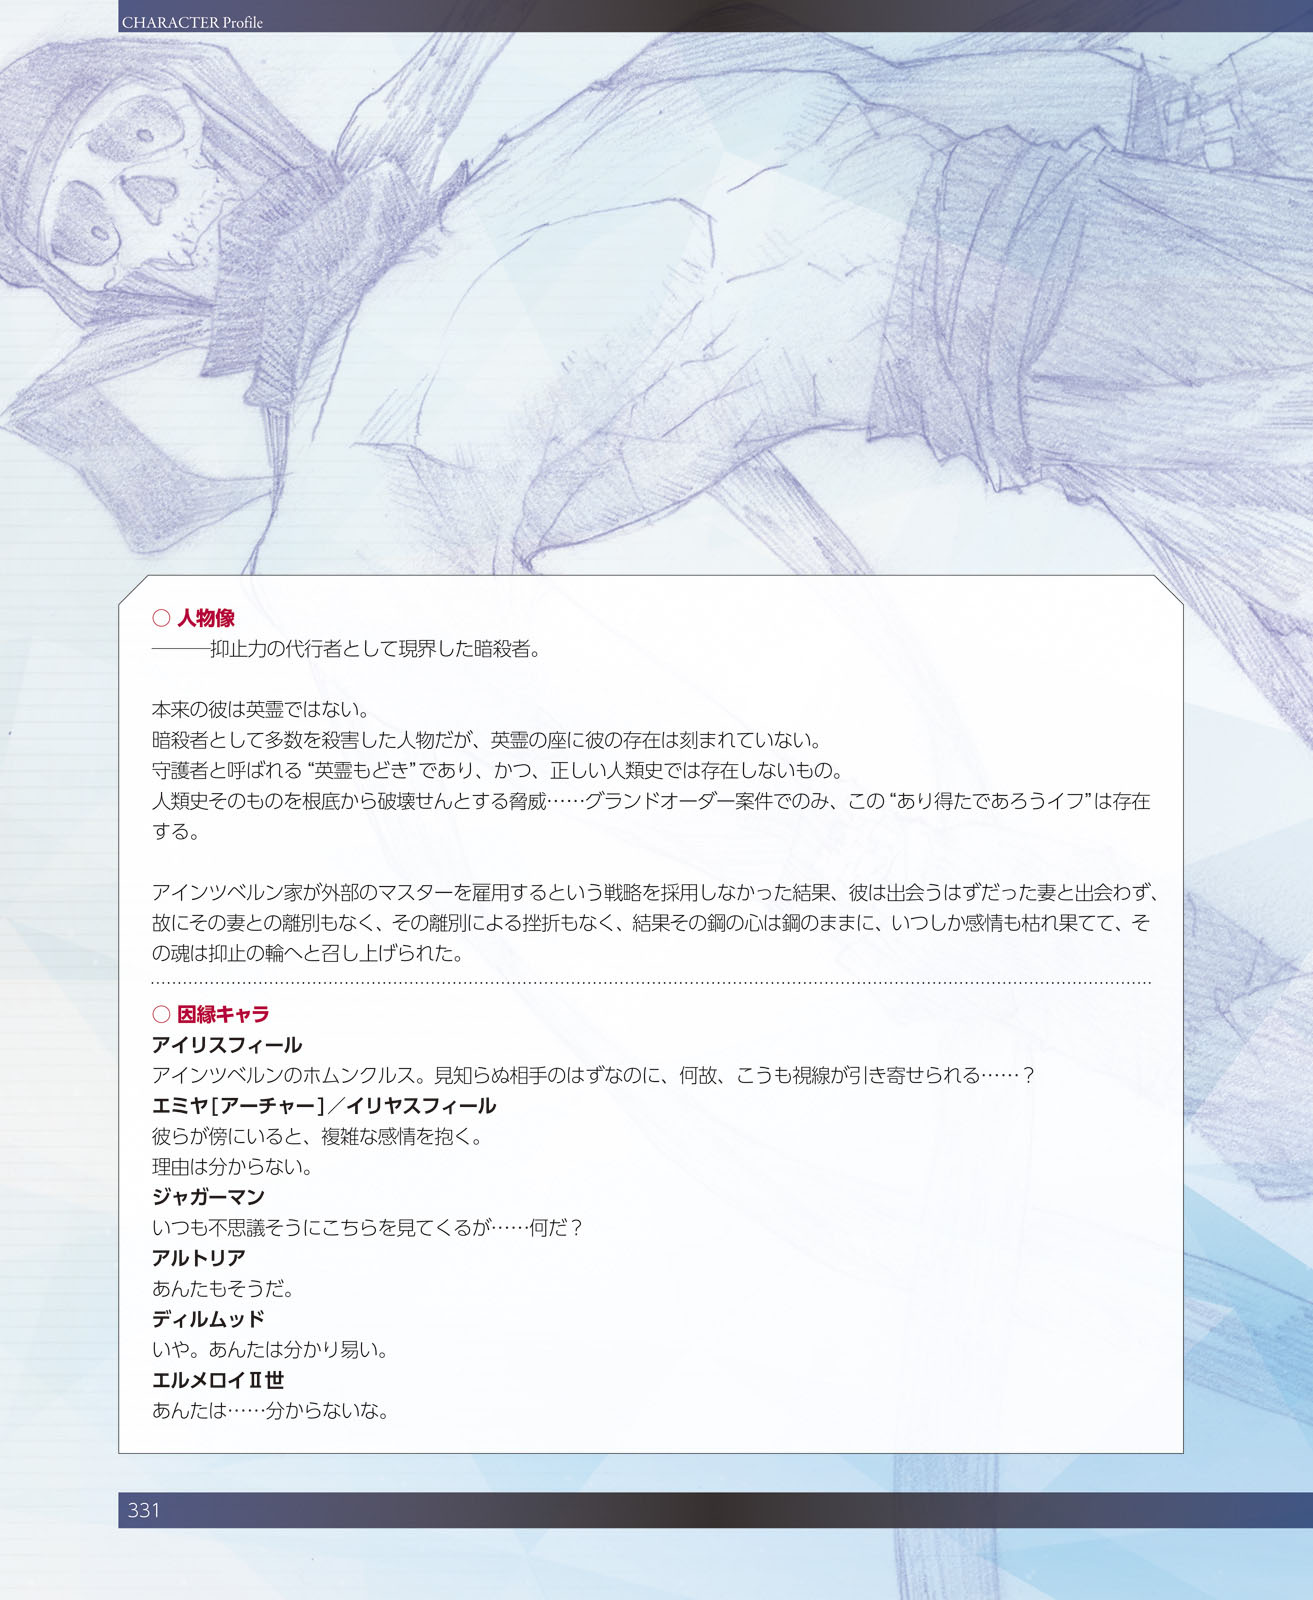 CHARACTER Profile
○ 人物像
———抑止力の代行者として現界した暗殺者。
本来の彼は英霊ではない。
暗殺者として多数を殺害した人物だが、英霊の座に彼の存在は刻まれていない。
守護者と呼ばれる“英霊もどき”であり、かつ、正しい人類史では存在しないもの。
人類史そのものを根底から破壊せんとする脅威……グランドオーダー案件でのみ、この“あり得たであろうイフ”は存在
する。
アインツベルン家が外部のマスターを雇用するという戦略を採用しなかった結果、彼は出会うはずだった妻と出会わず、
故にその妻との離別もなく、その離別による挫折もなく、結果その鋼の心は鋼のままに、いつしか感情も枯れ果てて、そ
の魂は抑止の輪へと召し上げられた。
○ 因縁キャラ
アイリスフィール
アインツベルンのホムンクルス。見知らぬ相手のはずなのに、何故、こうも視線が引き寄せられる……？
エミヤ[アーチャー]／イリヤスフィール
彼らが傍にいると、複雑な感情を抱く。
理由は分からない。
ジャガーマン
いつも不思議そうにこちらを見てくるが……何だ？
アルトリア
あんたもそうだ。
ディルムッド
いや。あんたは分かり易い。
エルメロイⅡ世
あんたは……分からないな。
331